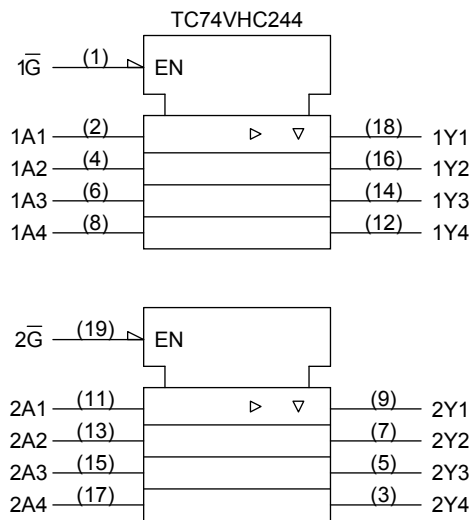 TC74VHC244
1G̅ (1) EN
1A1 (2) (18) 1Y1
1A2 (4) (16) 1Y2
1A3 (6) (14) 1Y3
1A4 (8) (12) 1Y4
2G̅ (19) EN
2A1 (11) (9) 2Y1
2A2 (13) (7) 2Y2
2A3 (15) (5) 2Y3
2A4 (17) (3) 2Y4